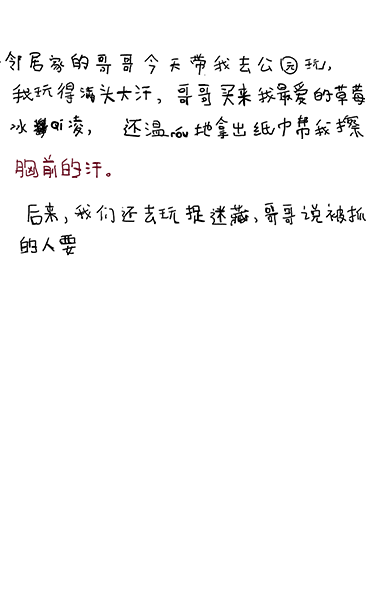 邻居家的哥哥今天带我去公园玩,
我玩得满头大汗,哥哥买来我最爱的草莓
冰qi凌,还温róu地拿出纸巾帮我擦
胸前的汗。
后来,我们还去玩捉迷藏,哥哥说被抓
的人要